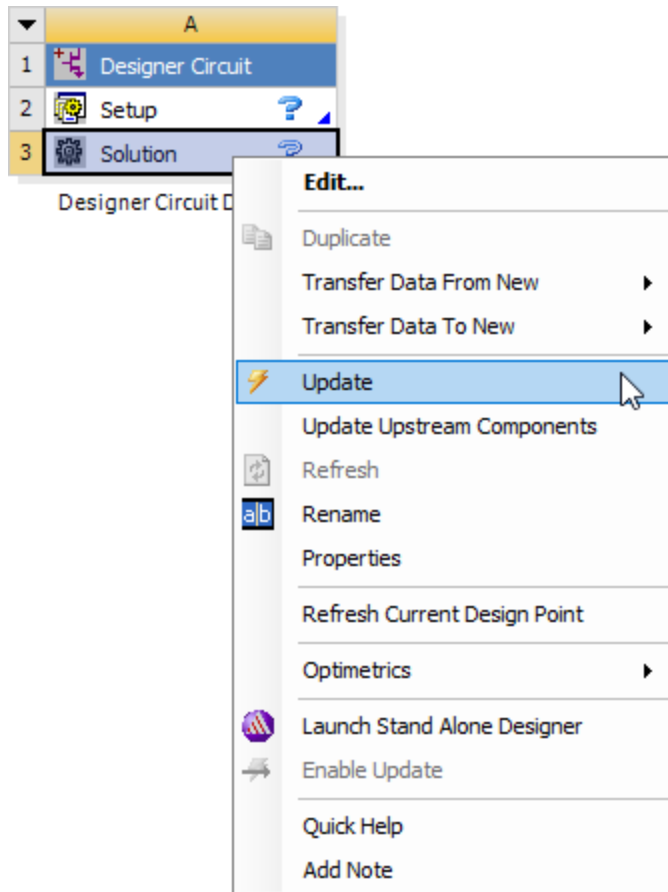 A
1 Designer Circuit
2 Setup ?
3 Solution ?
Designer Circuit D
Edit...
Duplicate
Transfer Data From New
Transfer Data To New
Update
Update Upstream Components
Refresh
a|b Rename
Properties
Refresh Current Design Point
Optimetrics
Launch Stand Alone Designer
Enable Update
Quick Help
Add Note